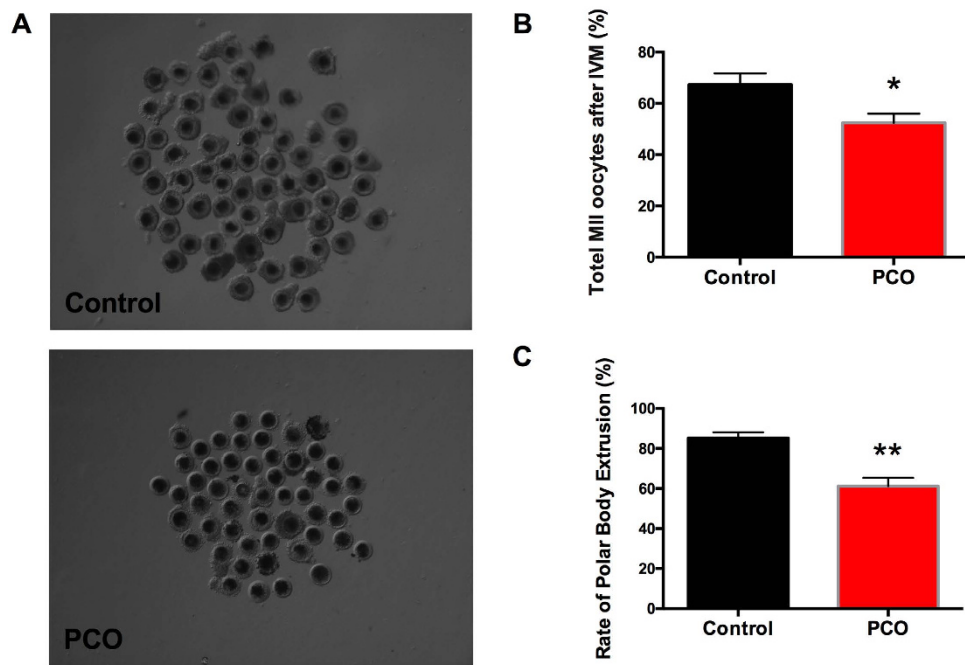 A
Control
PCO
B
Totel MII oocytes after IVM (%)
80
*
60
40
20
0
Control
PCO
C
Rate of Polar Body Extrusion (%)
100
80
**
60
40
20
0
Control
PCO